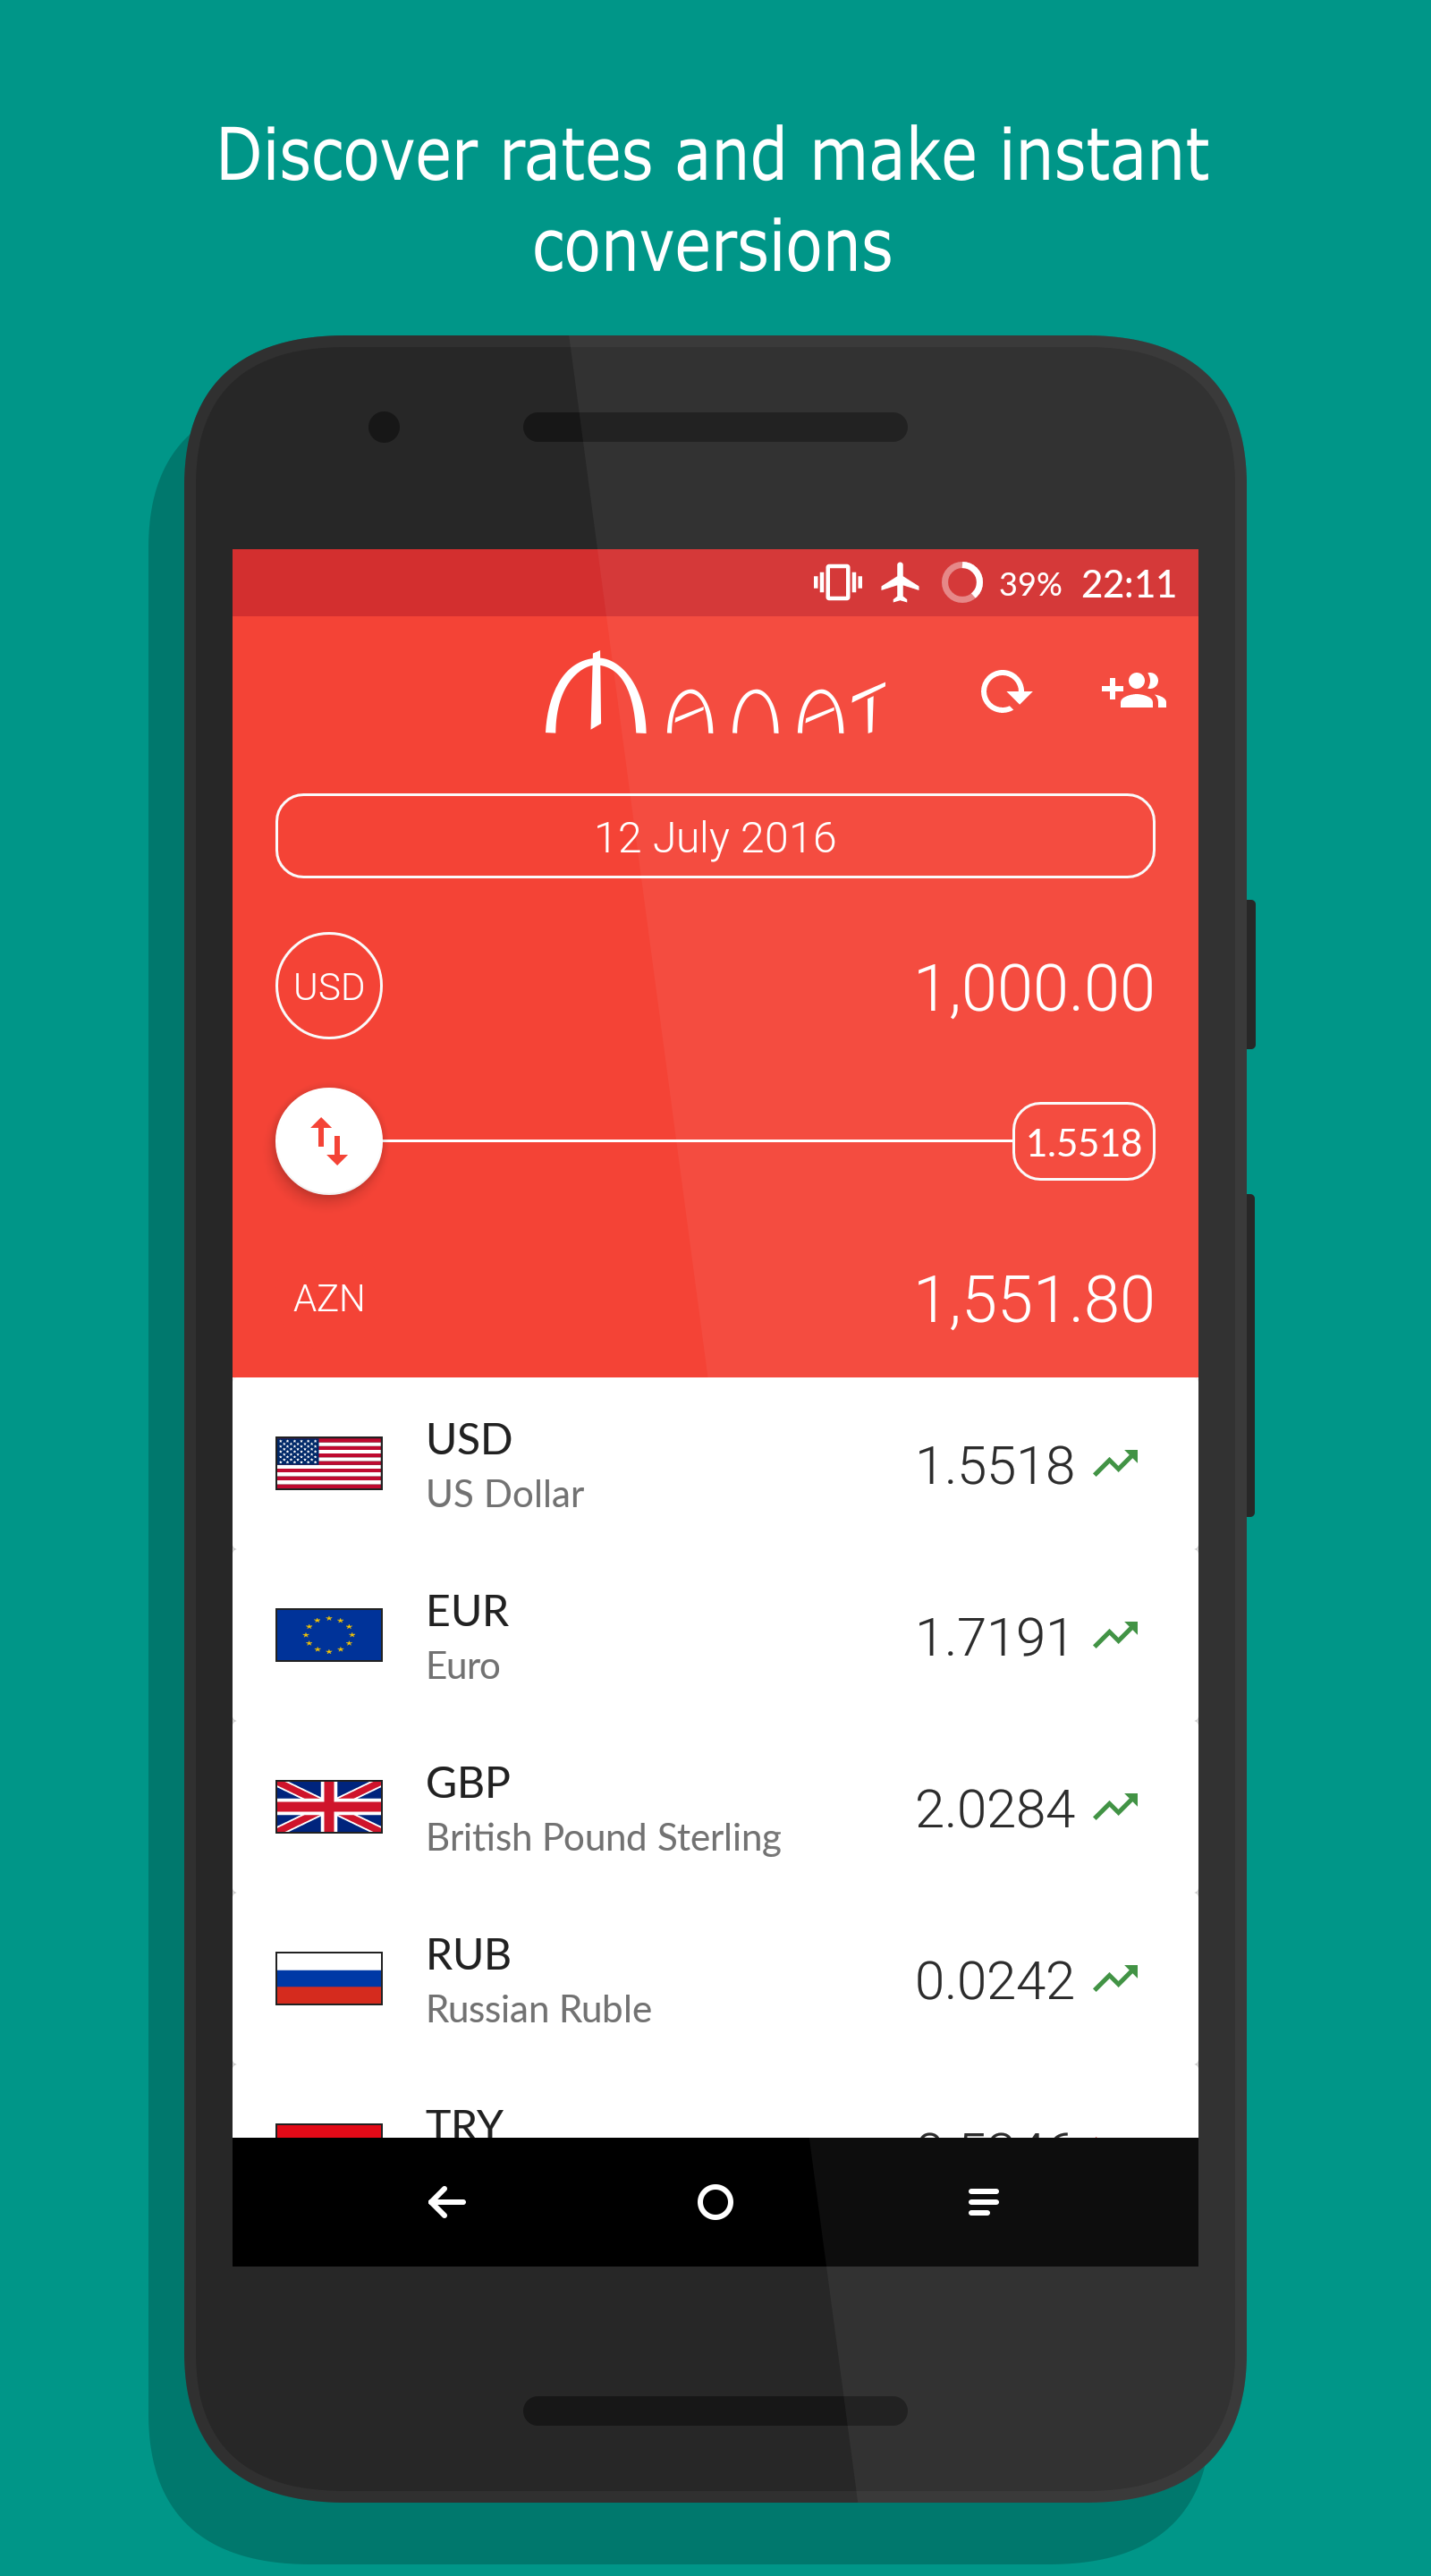 Discover rates and make instant
conversions
39% 22:11
Manat
12 July 2016
USD 1,000.00
1.5518
AZN 1,551.80
USD
US Dollar
1.5518
EUR
Euro
1.7191
GBP
British Pound Sterling
2.0284
RUB
Russian Ruble
0.0242
TRY